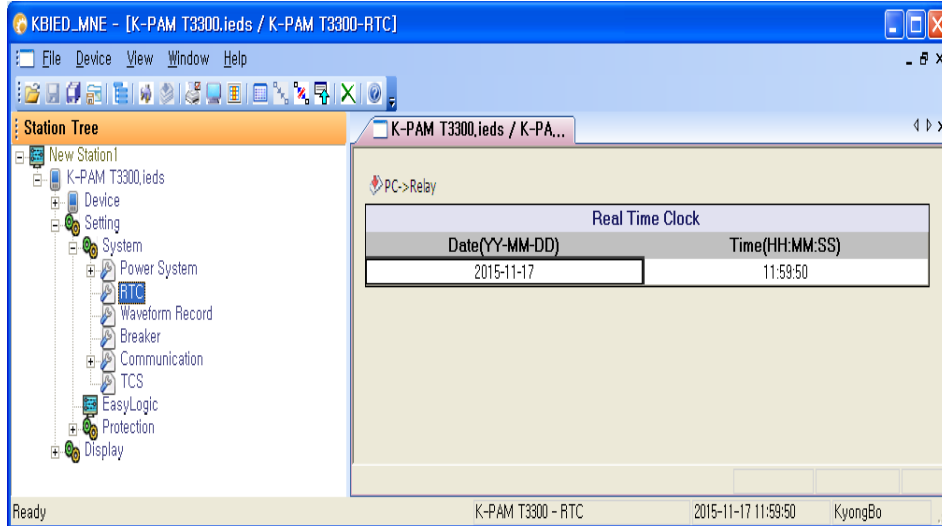 KBIED_MNE - [K-PAM T3300.ieds / K-PAM T3300-RTC]
File Device View Window Help
Station Tree
K-PAM T3300.ieds / K-PA...
New Station1
K-PAM T3300.ieds
Device
Setting
System
Power System
RTC
Waveform Record
Breaker
Communication
TCS
EasyLogic
Protection
Display
PC->Relay
Real Time Clock
Date(YY-MM-DD) Time(HH:MM:SS)
2015-11-17 11:59:50
Ready K-PAM T3300 - RTC 2015-11-17 11:59:50 KyongBo